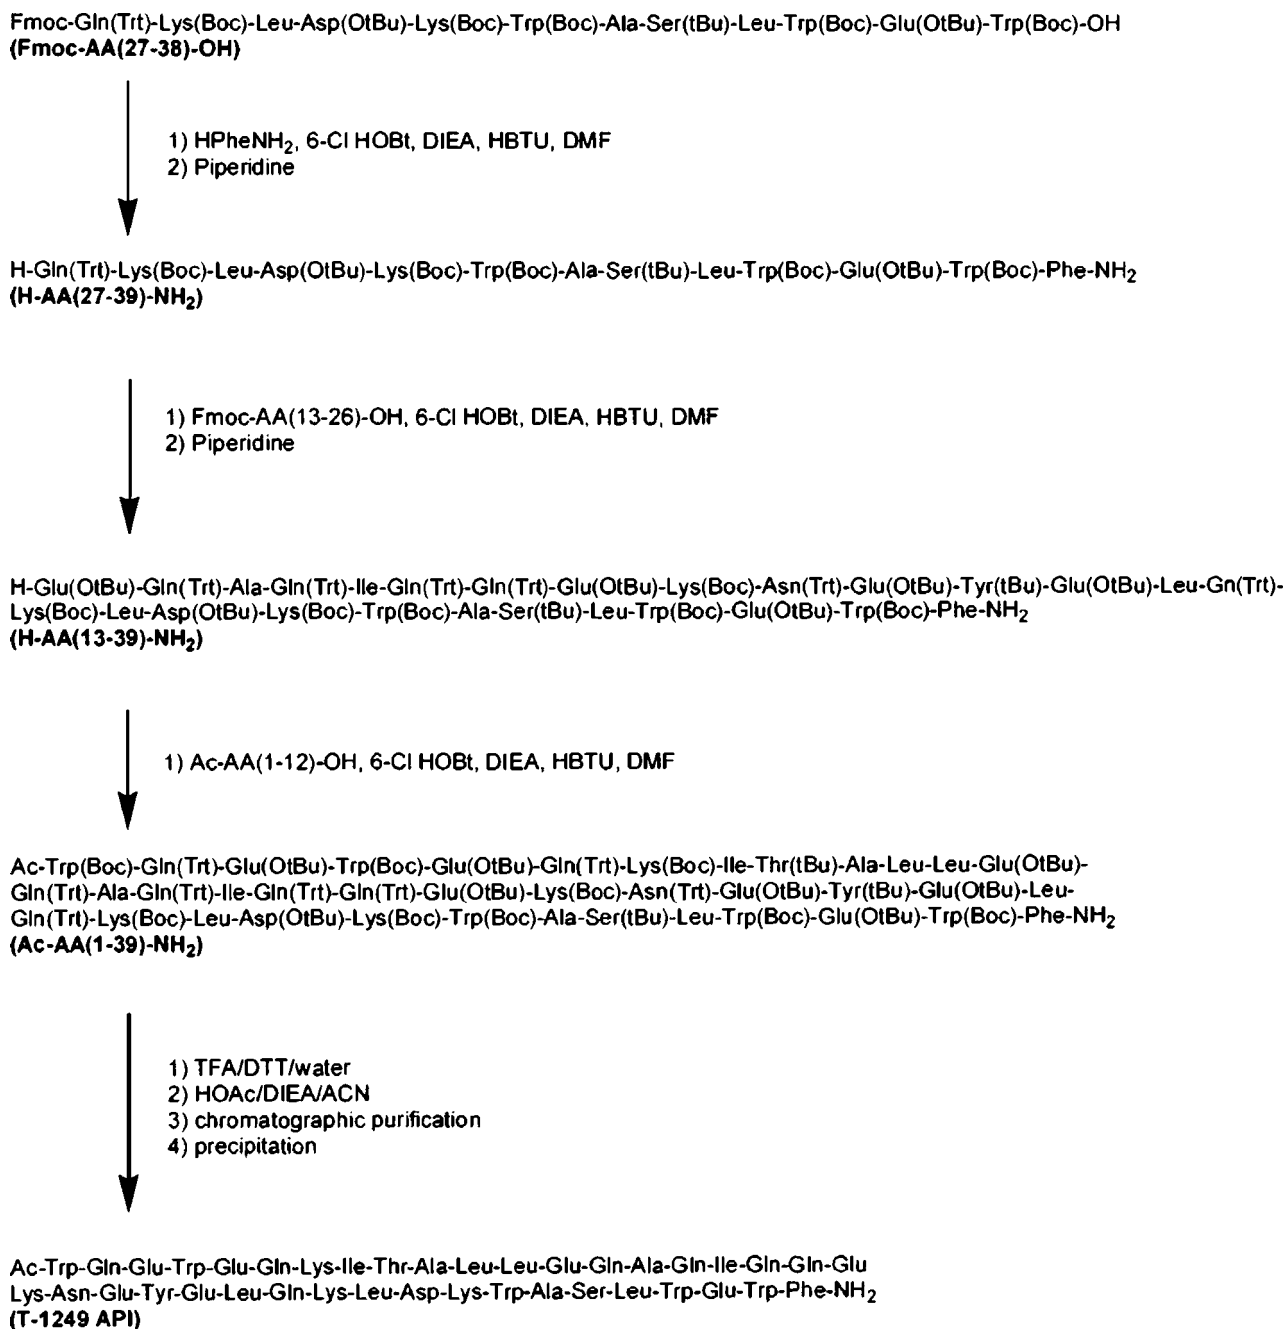 Fmoc-Gln(Trt)-Lys(Boc)-Leu-Asp(OtBu)-Lys(Boc)-Trp(Boc)-Ala-Ser(tBu)-Leu-Trp(Boc)-Glu(OtBu)-Trp(Boc)-OH
(Fmoc-AA(27-38)-OH)
1) HPheNH2, 6-Cl HOBt, DIEA, HBTU, DMF
2) Piperidine
H-Gln(Trt)-Lys(Boc)-Leu-Asp(OtBu)-Lys(Boc)-Trp(Boc)-Ala-Ser(tBu)-Leu-Trp(Boc)-Glu(OtBu)-Trp(Boc)-Phe-NH2
(H-AA(27-39)-NH2)
1) Fmoc-AA(13-26)-OH, 6-Cl HOBt, DIEA, HBTU, DMF
2) Piperidine
H-Glu(OtBu)-Gln(Trt)-Ala-Gln(Trt)-Ile-Gln(Trt)-Gln(Trt)-Glu(OtBu)-Lys(Boc)-Asn(Trt)-Glu(OtBu)-Tyr(tBu)-Glu(OtBu)-Leu-Gn(Trt)-
Lys(Boc)-Leu-Asp(OtBu)-Lys(Boc)-Trp(Boc)-Ala-Ser(tBu)-Leu-Trp(Boc)-Glu(OtBu)-Trp(Boc)-Phe-NH2
(H-AA(13-39)-NH2)
1) Ac-AA(1-12)-OH, 6-Cl HOBt, DIEA, HBTU, DMF
Ac-Trp(Boc)-Gln(Trt)-Glu(OtBu)-Trp(Boc)-Glu(OtBu)-Gln(Trt)-Lys(Boc)-Ile-Thr(tBu)-Ala-Leu-Leu-Glu(OtBu)-
Gln(Trt)-Ala-Gln(Trt)-Ile-Gln(Trt)-Gln(Trt)-Glu(OtBu)-Lys(Boc)-Asn(Trt)-Glu(OtBu)-Tyr(tBu)-Glu(OtBu)-Leu-
Gln(Trt)-Lys(Boc)-Leu-Asp(OtBu)-Lys(Boc)-Trp(Boc)-Ala-Ser(tBu)-Leu-Trp(Boc)-Glu(OtBu)-Trp(Boc)-Phe-NH2
(Ac-AA(1-39)-NH2)
1) TFA/DTT/water
2) HOAc/DIEA/ACN
3) chromatographic purification
4) precipitation
Ac-Trp-Gln-Glu-Trp-Glu-Gln-Lys-Ile-Thr-Ala-Leu-Leu-Glu-Gln-Ala-Gln-Ile-Gln-Gln-Glu
Lys-Asn-Glu-Tyr-Glu-Leu-Gln-Lys-Leu-Asp-Lys-Trp-Ala-Ser-Leu-Trp-Glu-Trp-Phe-NH2
(T-1249 API)